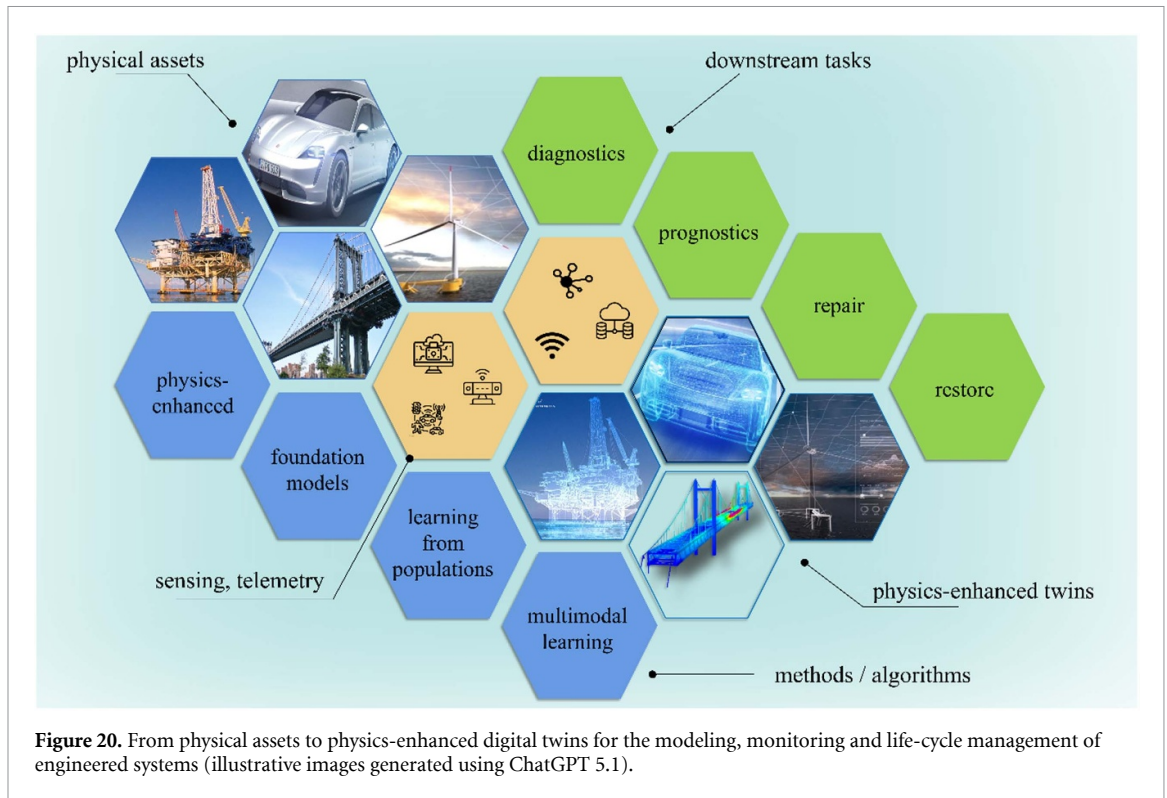 physical assets
downstream tasks
diagnostics
prognostics
repair
restore
physics-
enhanced
foundation
models
learning
from
populations
multimodal
learning
sensing, telemetry
physics-enhanced twins
methods / algorithms
Figure 20. From physical assets to physics-enhanced digital twins for the modeling, monitoring and life-cycle management of
engineered systems (illustrative images generated using ChatGPT 5.1).